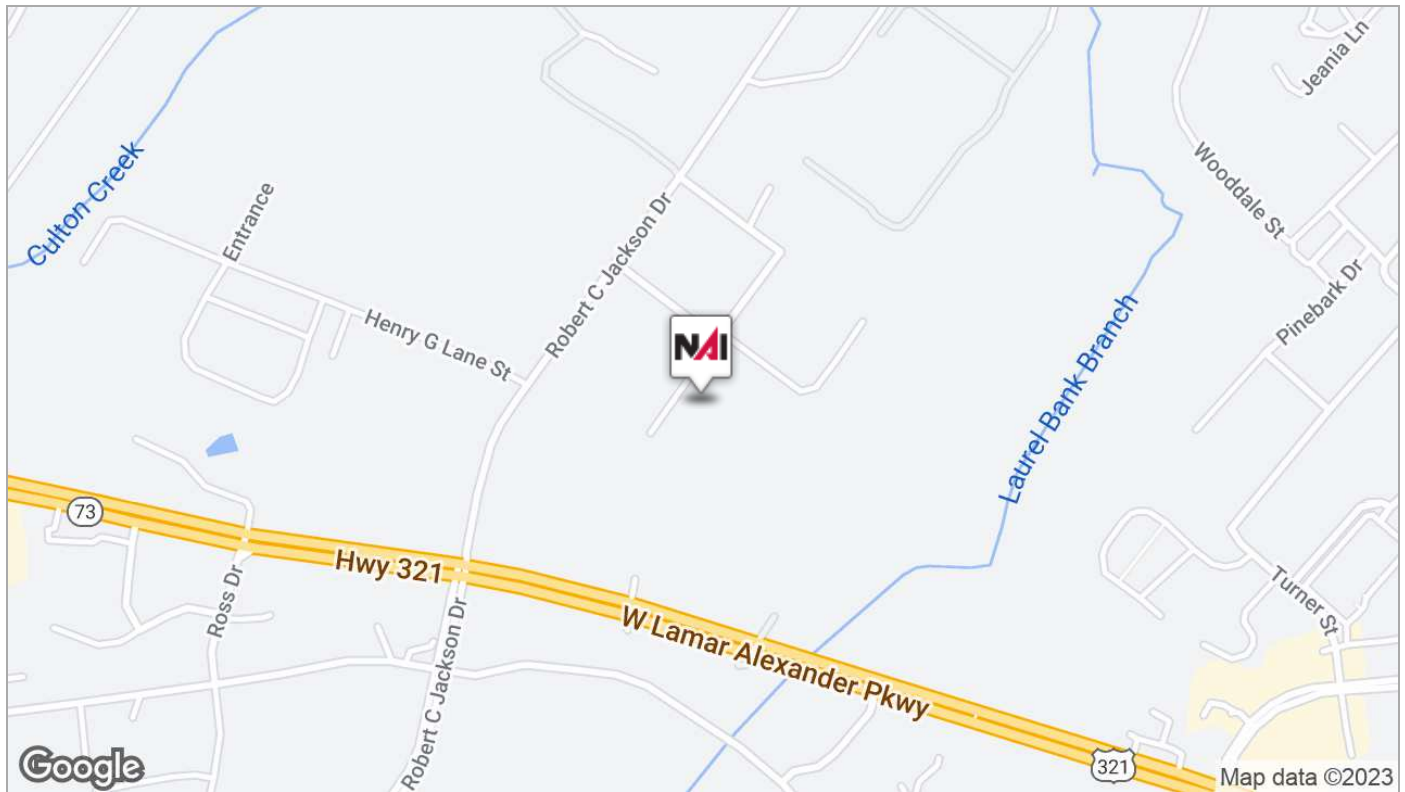 Jeania Ln
Culton Creek
Entrance
Wooddale St
Robert C Jackson Dr
Pinebark Dr
Henry G Lane St
NAI
Laurel Bank Branch
73
Hwy 321
Ross Dr
Turner St
W Lamar Alexander Pkwy
Robert C Jackson Dr
321
Google
Map data ©2023